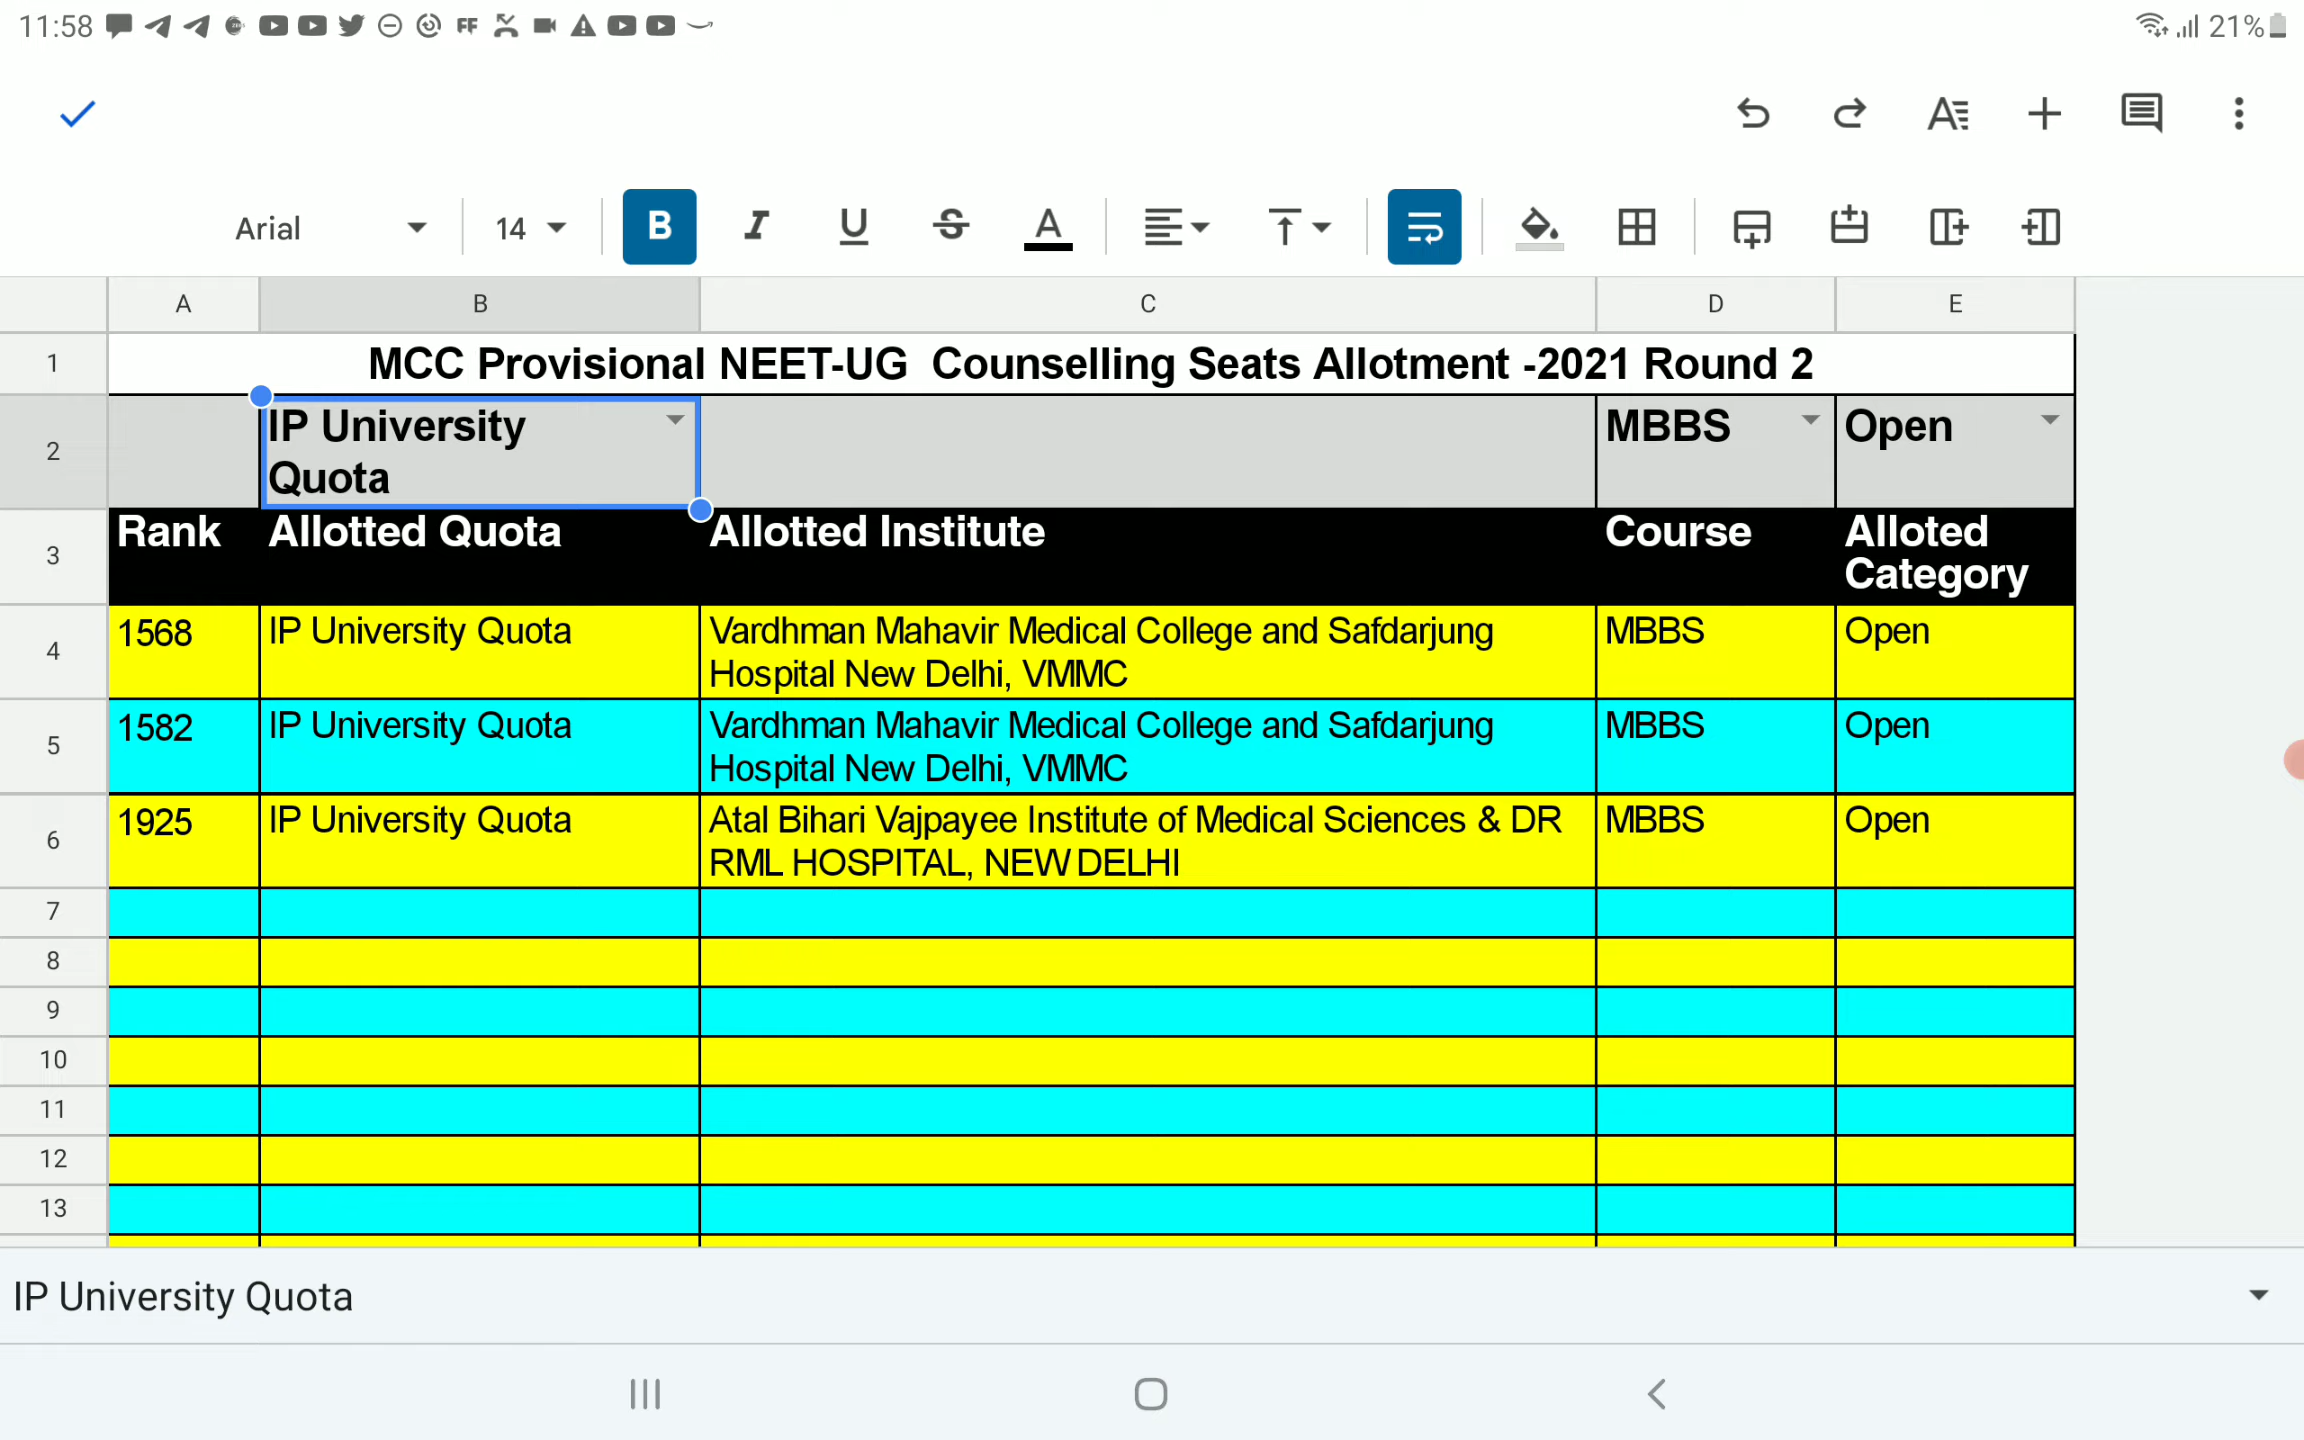 11:58 FF 21%
Arial 14 B I U S A
A B C D E
1 MCC Provisional NEET-UG Counselling Seats Allotment -2021 Round 2
2 IP University Quota MBBS Open
3 Rank Allotted Quota Allotted Institute Course Alloted Category
4 1568 IP University Quota Vardhman Mahavir Medical College and Safdarjung Hospital New Delhi, VMMC MBBS Open
5 1582 IP University Quota Vardhman Mahavir Medical College and Safdarjung Hospital New Delhi, VMMC MBBS Open
6 1925 IP University Quota Atal Bihari Vajpayee Institute of Medical Sciences & DR RML HOSPITAL, NEW DELHI MBBS Open
7
8
9
10
11
12
13
IP University Quota